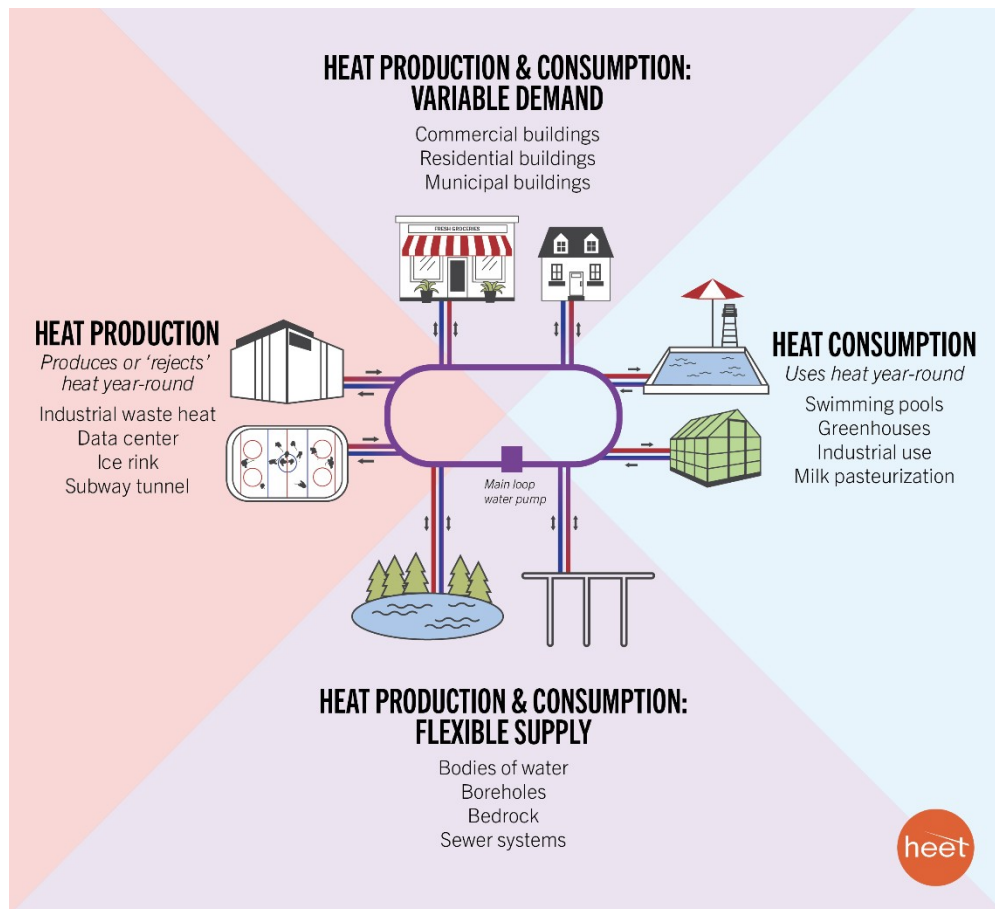 HEAT PRODUCTION & CONSUMPTION:
VARIABLE DEMAND
Commercial buildings
Residential buildings
Municipal buildings
FRESH GROCERIES
HEAT PRODUCTION
Produces or ‘rejects’
heat year-round
Industrial waste heat
Data center
Ice rink
Subway tunnel
HEAT CONSUMPTION
Uses heat year-round
Swimming pools
Greenhouses
Industrial use
Milk pasteurization
Main loop
water pump
HEAT PRODUCTION & CONSUMPTION:
FLEXIBLE SUPPLY
Bodies of water
Boreholes
Bedrock
Sewer systems
heet